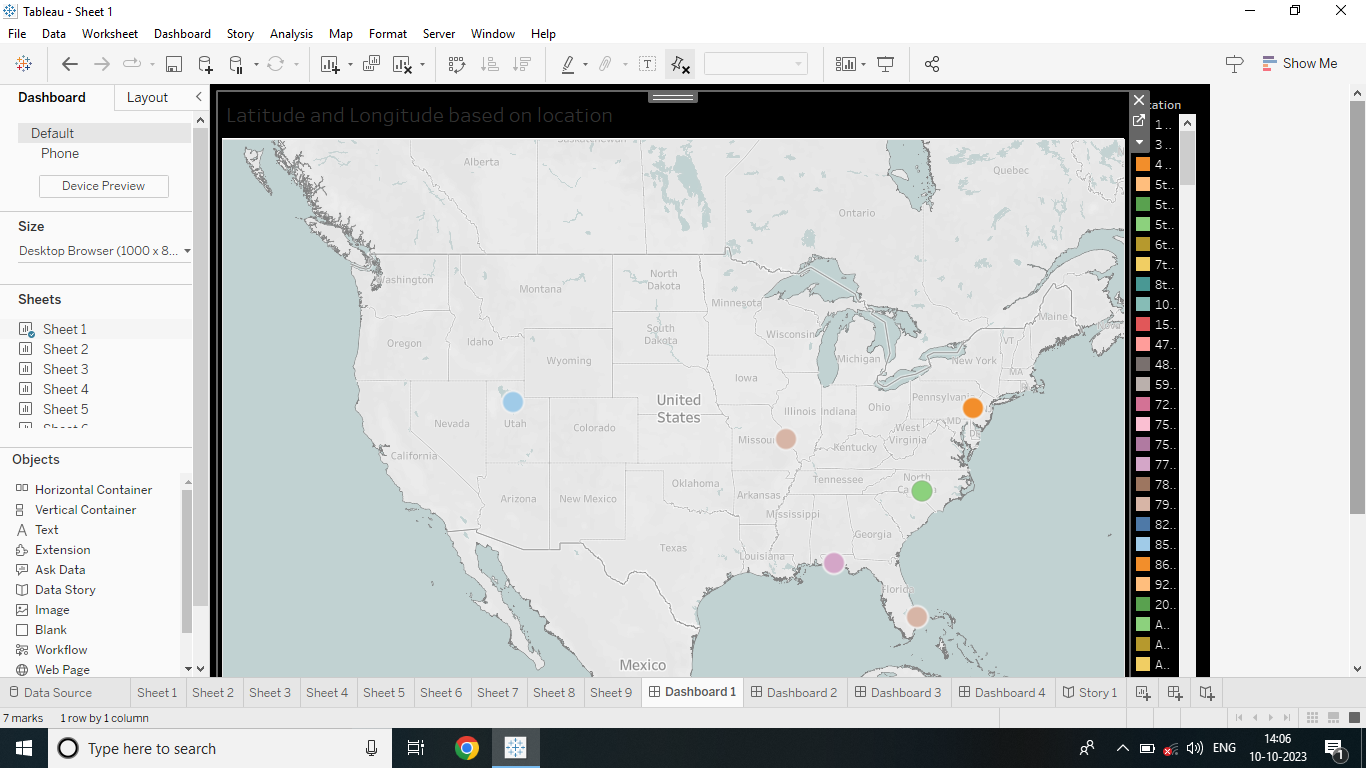 Tableau - Sheet 1
File Data Worksheet Dashboard Story Analysis Map Format Server Window Help
Show Me
Dashboard Layout
Default
Phone
Device Preview
Size
Desktop Browser (1000 x 8...
Sheets
Sheet 1
Sheet 2
Sheet 3
Sheet 4
Sheet 5
Objects
Horizontal Container
Vertical Container
Text
Extension
Ask Data
Data Story
Image
Blank
Workflow
Web Page
Latitude and Longitude based on location
Alberta
Quebec
Ontario
Washington
Montana
North
Dakota
Minnesota
Maine
Oregon
Idaho
South
Dakota
Wisconsin
VT
Wyoming
Michigan
New York
MA
Iowa
Nevada
Utah
Colorado
United
States
Illinois
Indiana
Ohio
Pennsylvania
MD
DE
California
Missou
West
Virginia
Kentucky
Arizona
New Mexico
Oklahoma
Arkansas
Tennessee
North
Mississippi
Georgia
Texas
Louisiana
Florid
Mexico
cation
1 ..
3 ..
4 ..
5t..
5t..
5t..
6t..
7t..
8t..
10..
15..
47..
48..
59..
72..
75..
75..
77..
78..
79..
82..
85..
86..
92..
20..
A..
A..
A..
Data Source Sheet 1 Sheet 2 Sheet 3 Sheet 4 Sheet 5 Sheet 6 Sheet 7 Sheet 8 Sheet 9 Dashboard 1 Dashboard 2 Dashboard 3 Dashboard 4 Story 1
7 marks 1 row by 1 column
Type here to search
ENG
14:06
10-10-2023
1